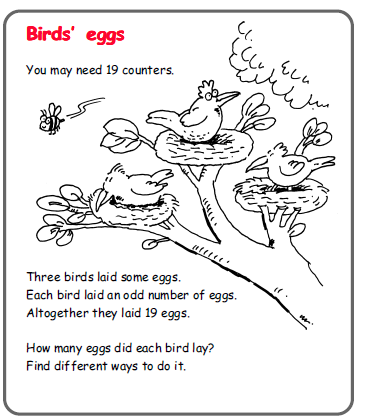 Birds' eggs
You may need 19 counters.
Three birds laid some eggs.
Each bird laid an odd number of eggs.
Altogether they laid 19 eggs.
How many eggs did each bird lay?
Find different ways to do it.